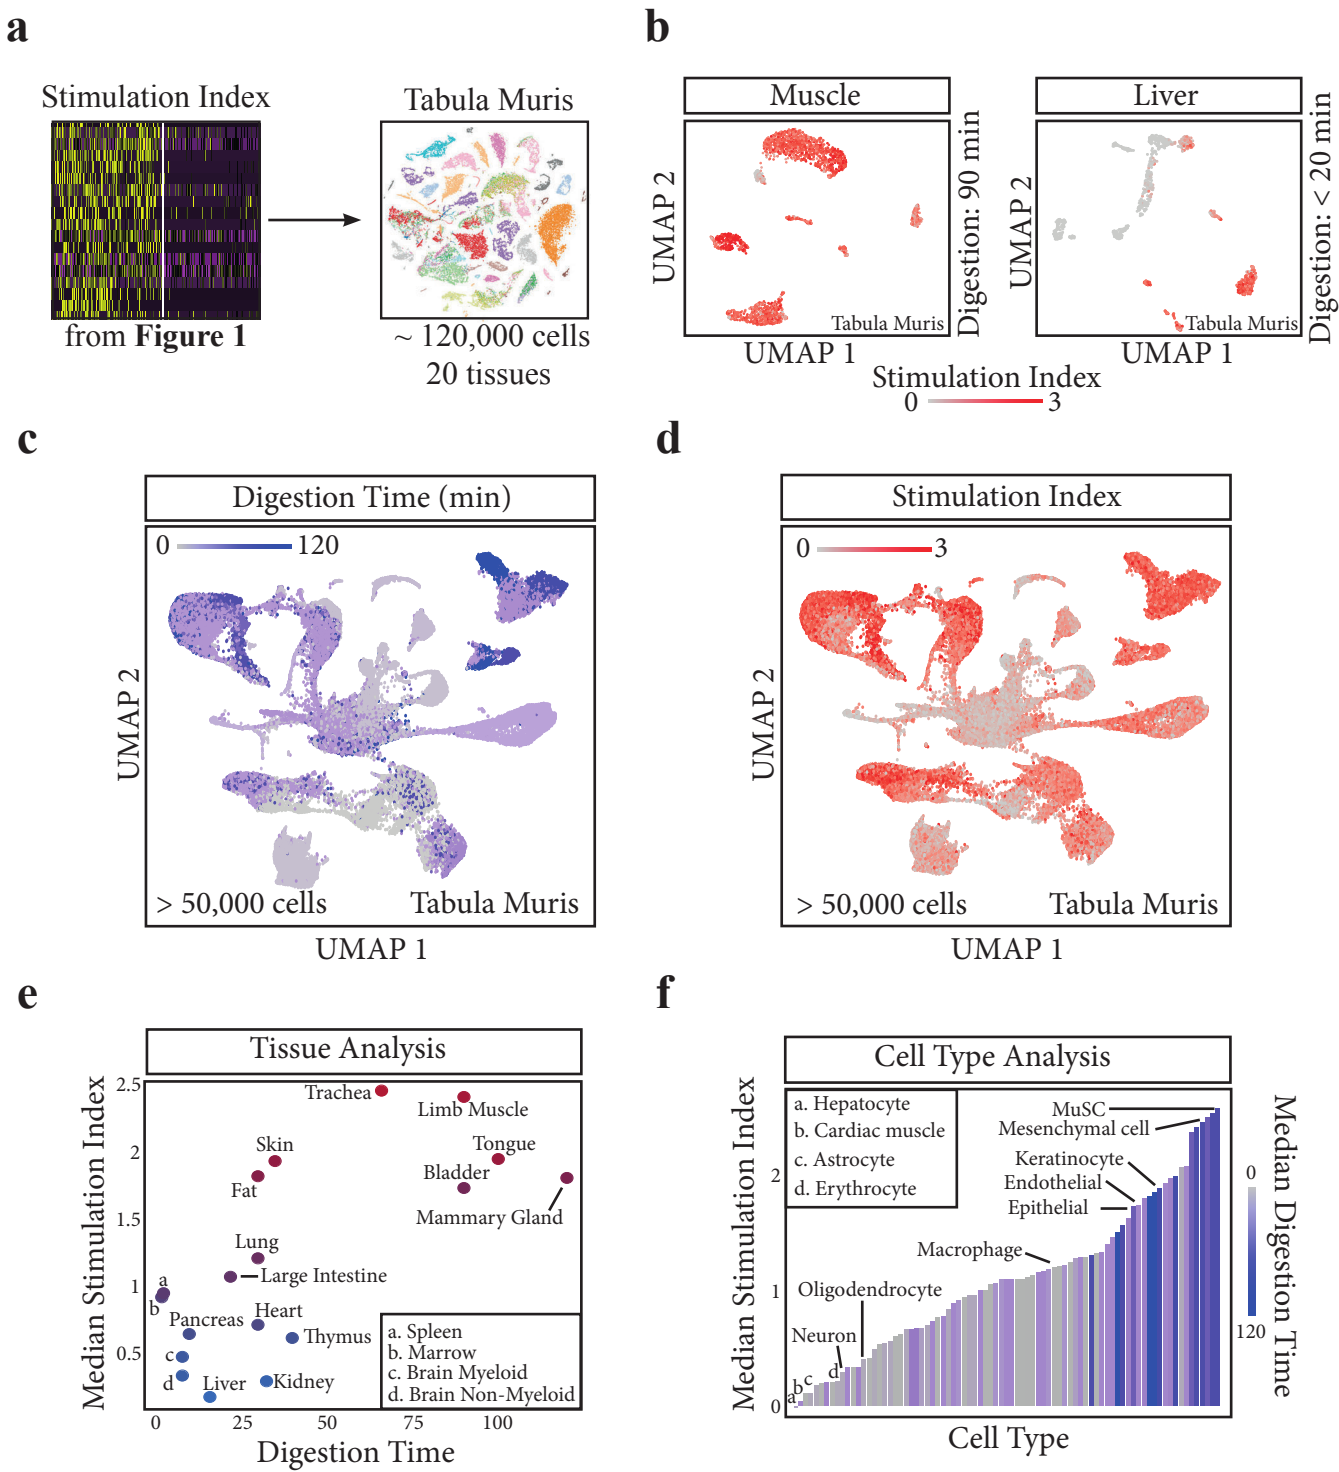 a
Stimulation Index
from Figure 1
Tabula Muris
~ 120,000 cells
20 tissues
b
Muscle
UMAP 2
Tabula Muris
UMAP 1
Digestion: 90 min
Liver
UMAP 2
Tabula Muris
UMAP 1
Digestion: < 20 min
Stimulation Index
0 3
c
Digestion Time (min)
0 120
UMAP 2
> 50,000 cells Tabula Muris
UMAP 1
d
Stimulation Index
0 3
UMAP 2
> 50,000 cells Tabula Muris
UMAP 1
e
Tissue Analysis
Median Stimulation Index
2.5
2
1.5
1
0.5
Trachea
Limb Muscle
Skin
Tongue
Fat
Bladder
Mammary Gland
Lung
Large Intestine
a
b
Pancreas
Heart
Thymus
c
d
Liver
Kidney
a. Spleen
b. Marrow
c. Brain Myeloid
d. Brain Non-Myeloid
0 25 50 75 100
Digestion Time
f
Cell Type Analysis
Median Stimulation Index
2
1
0
a. Hepatocyte
b. Cardiac muscle
c. Astrocyte
d. Erythrocyte
MuSC
Mesenchymal cell
Keratinocyte
Endothelial
Epithelial
Macrophage
Oligodendrocyte
Neuron
a
b
c
d
Cell Type
0
120
Median Digestion Time